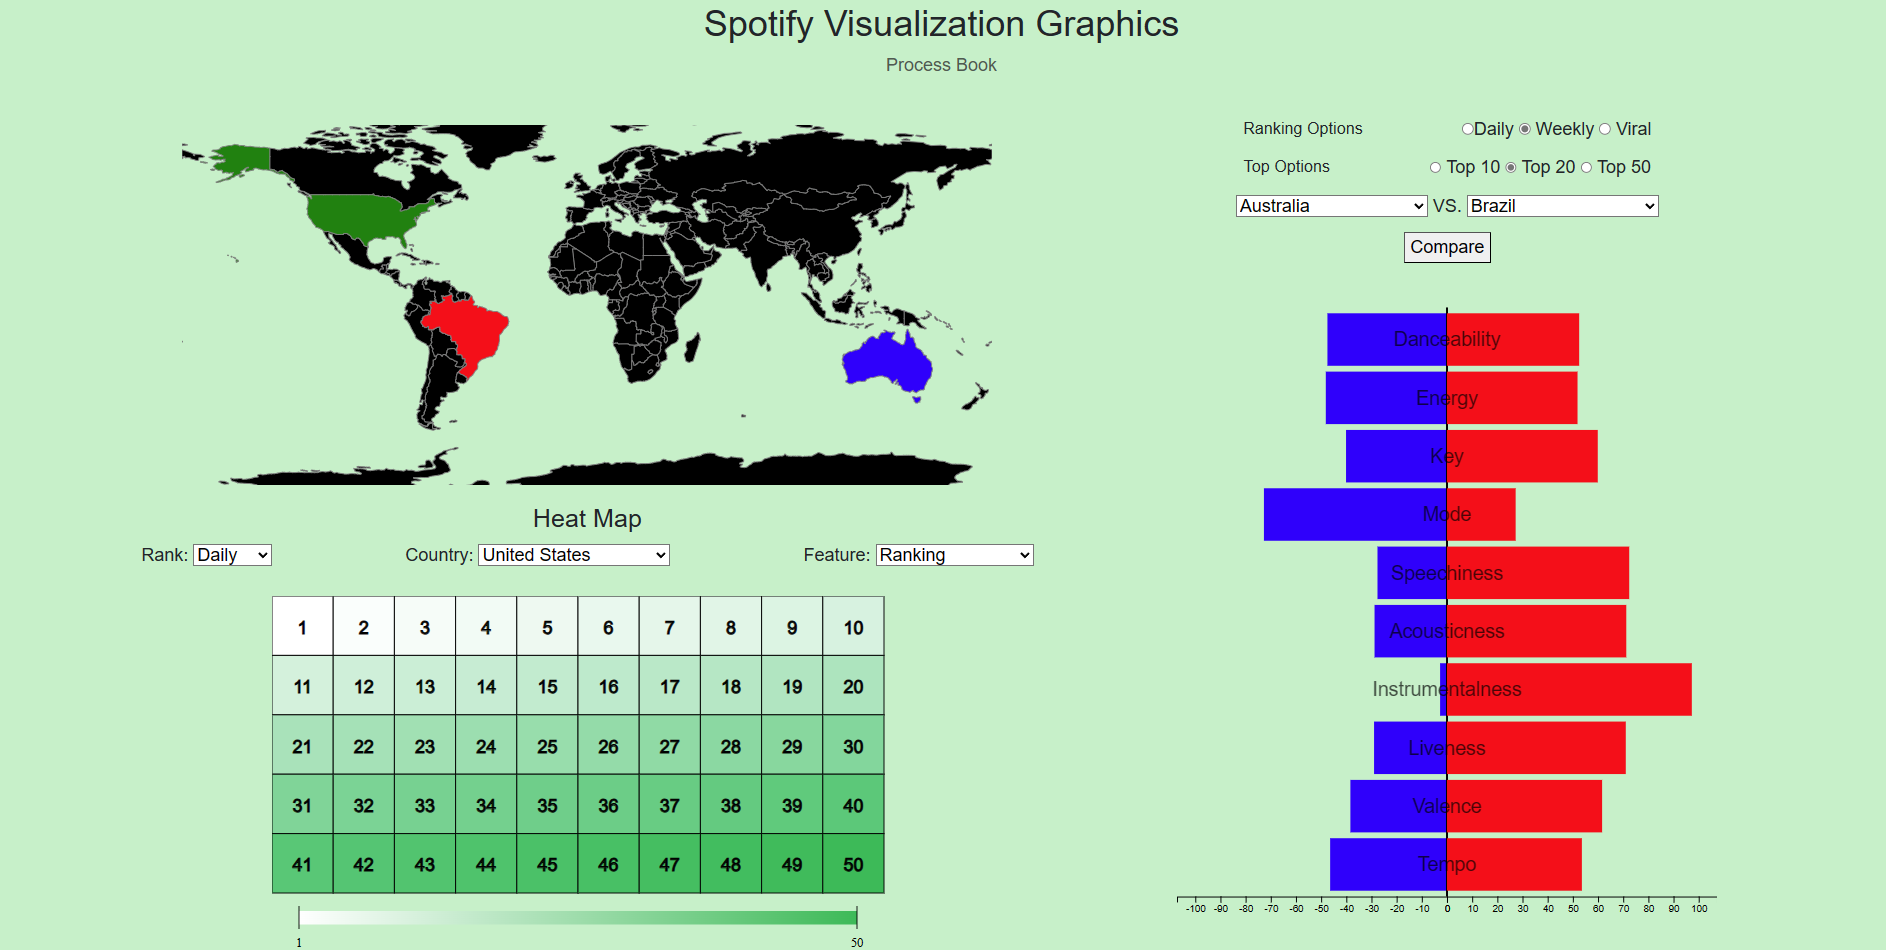 Spotify Visualization Graphics
Process Book
Ranking Options Daily Weekly Viral
Top Options Top 10 Top 20 Top 50
Australia VS. Brazil
Compare
Heat Map
Rank: Daily Country: United States Feature: Ranking
1 2 3 4 5 6 7 8 9 10
11 12 13 14 15 16 17 18 19 20
21 22 23 24 25 26 27 28 29 30
31 32 33 34 35 36 37 38 39 40
41 42 43 44 45 46 47 48 49 50
1 50
Danceability
Energy
Key
Mode
Speechiness
Acousticness
Instrumentalness
Liveness
Valence
Tempo
-100 -90 -80 -70 -60 -50 -40 -30 -20 -10 0 10 20 30 40 50 60 70 80 90 100